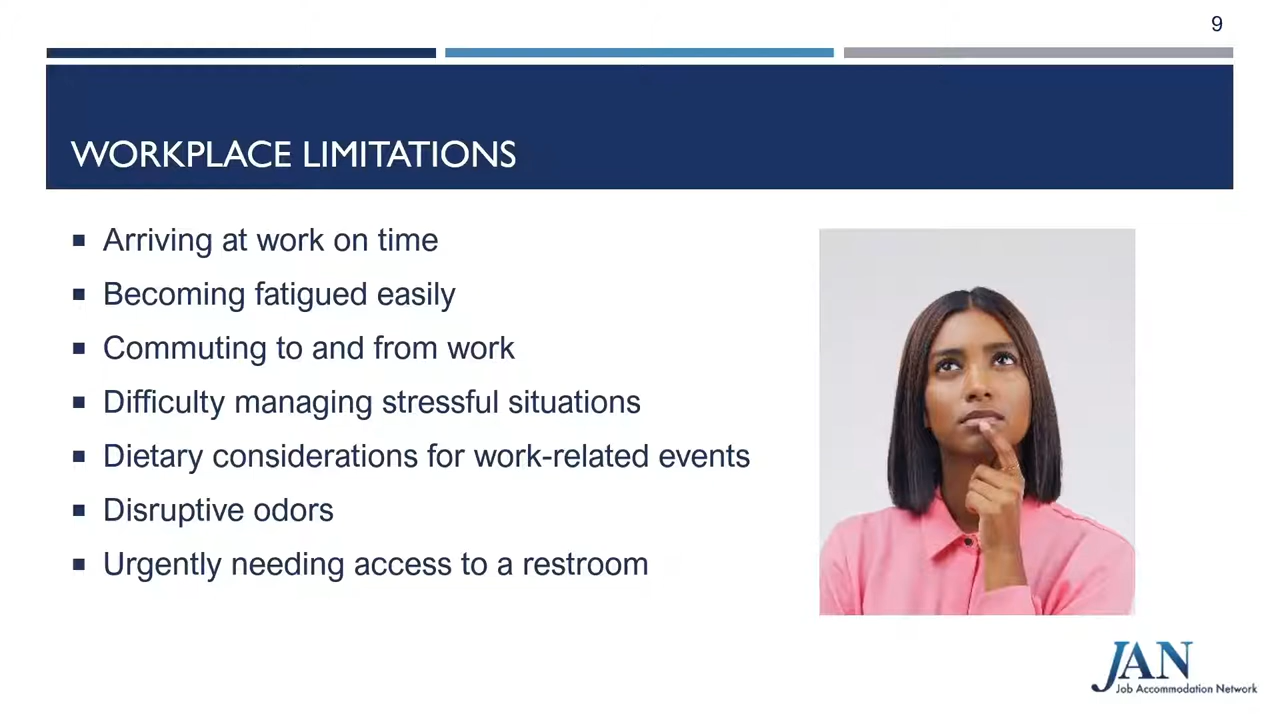 9
WORKPLACE LIMITATIONS
Arriving at work on time
Becoming fatigued easily
Commuting to and from work
Difficulty managing stressful situations
Dietary considerations for work-related events
Disruptive odors
Urgently needing access to a restroom
JAN
Job Accommodation Network